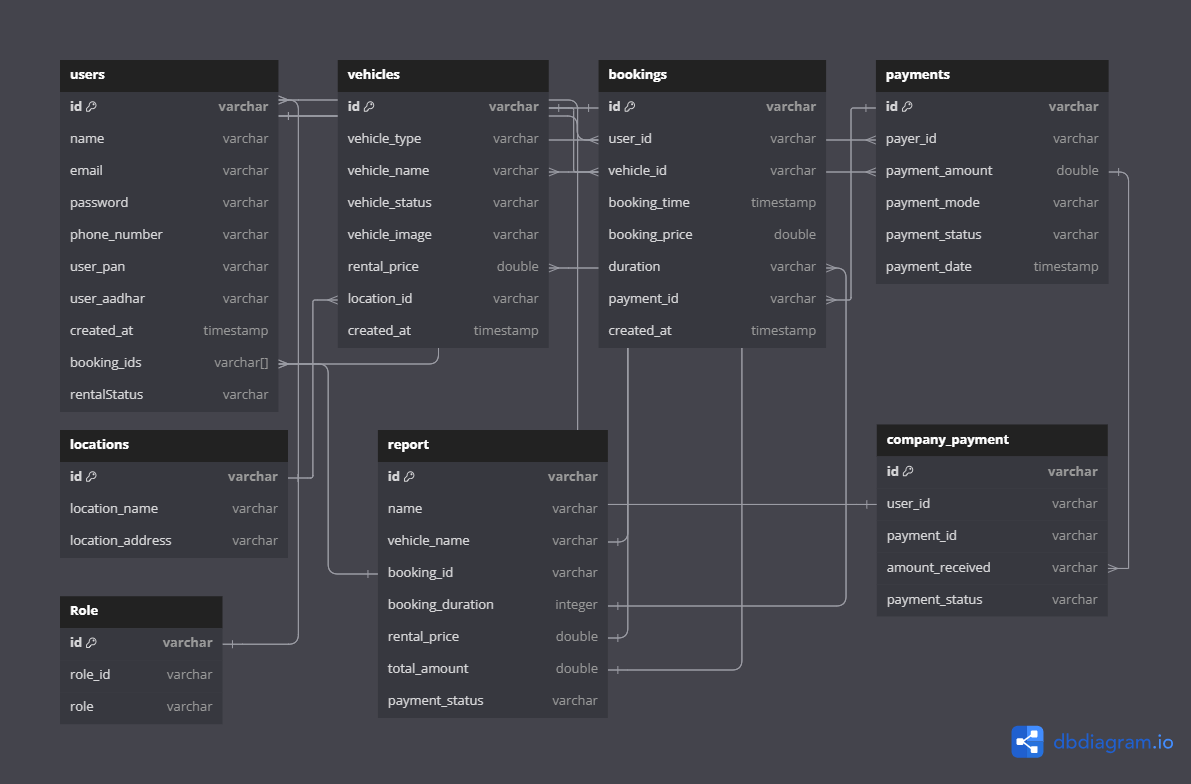 users
id varchar
name varchar
email varchar
password varchar
phone_number varchar
user_pan varchar
user_aadhar varchar
created_at timestamp
booking_ids varchar[]
rentalStatus varchar
vehicles
id varchar
vehicle_type varchar
vehicle_name varchar
vehicle_status varchar
vehicle_image varchar
rental_price double
location_id varchar
created_at timestamp
bookings
id varchar
user_id varchar
vehicle_id varchar
booking_time timestamp
booking_price double
duration varchar
payment_id varchar
created_at timestamp
payments
id varchar
payer_id varchar
payment_amount double
payment_mode varchar
payment_status varchar
payment_date timestamp
locations
id varchar
location_name varchar
location_address varchar
report
id varchar
name varchar
vehicle_name varchar
booking_id varchar
booking_duration integer
rental_price double
total_amount double
payment_status varchar
company_payment
id varchar
user_id varchar
payment_id varchar
amount_received varchar
payment_status varchar
Role
id varchar
role_id varchar
role varchar
dbdiagram.io